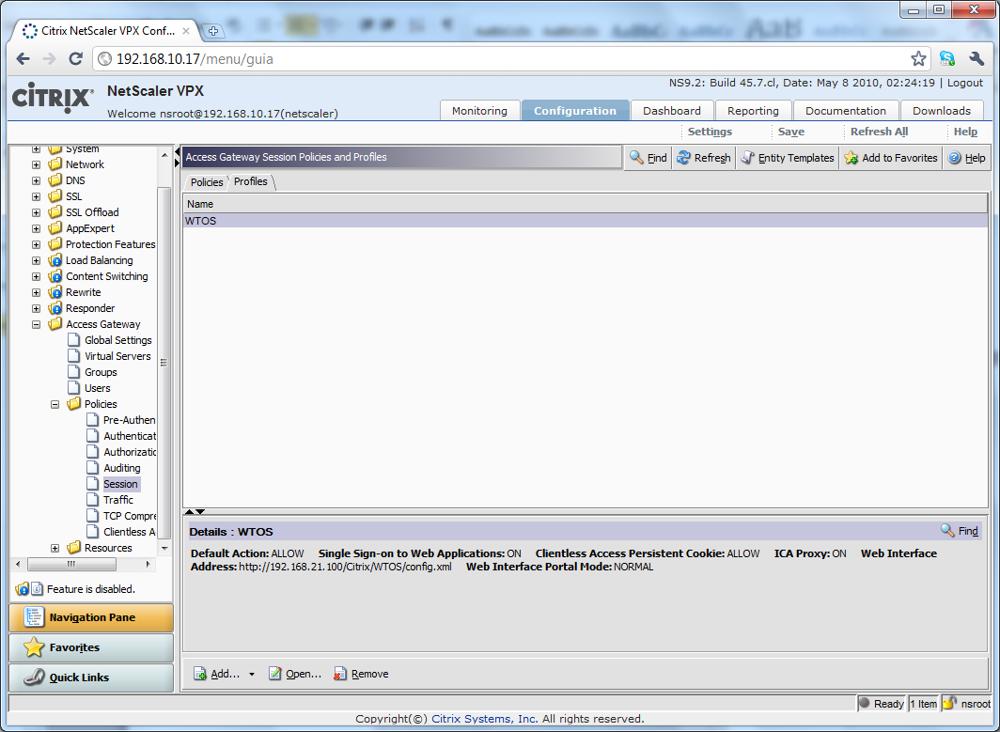 Citrix NetScaler VPX Conf...
192.168.10.17/menu/guia
CITRIX
NetScaler VPX
NS9.2: Build 45.7.cl, Date: May 8 2010, 02:24:19 | Logout
Welcome nsroot@192.168.10.17(netscaler)
Monitoring Configuration Dashboard Reporting Documentation Downloads
Settings Save Refresh All Help
System
Network
DNS
SSL
SSL Offload
AppExpert
Protection Features
Load Balancing
Content Switching
Rewrite
Responder
Access Gateway
Global Settings
Virtual Servers
Groups
Users
Policies
Pre-Authen
Authenticat
Authorizatio
Auditing
Session
Traffic
TCP Compre
Clientless A
Resources
Feature is disabled.
Navigation Pane
Favorites
Quick Links
Access Gateway Session Policies and Profiles
Find Refresh Entity Templates Add to Favorites Help
Policies Profiles
Name
WTOS
Details : WTOS
Find
Default Action: ALLOW Single Sign-on to Web Applications: ON Clientless Access Persistent Cookie: ALLOW ICA Proxy: ON Web Interface
Address: http://192.168.21.100/Citrix/WTOS/config.xml Web Interface Portal Mode: NORMAL
Add... Open... Remove
Ready 1 Item nsroot
Copyright(©) Citrix Systems, Inc. All rights reserved.